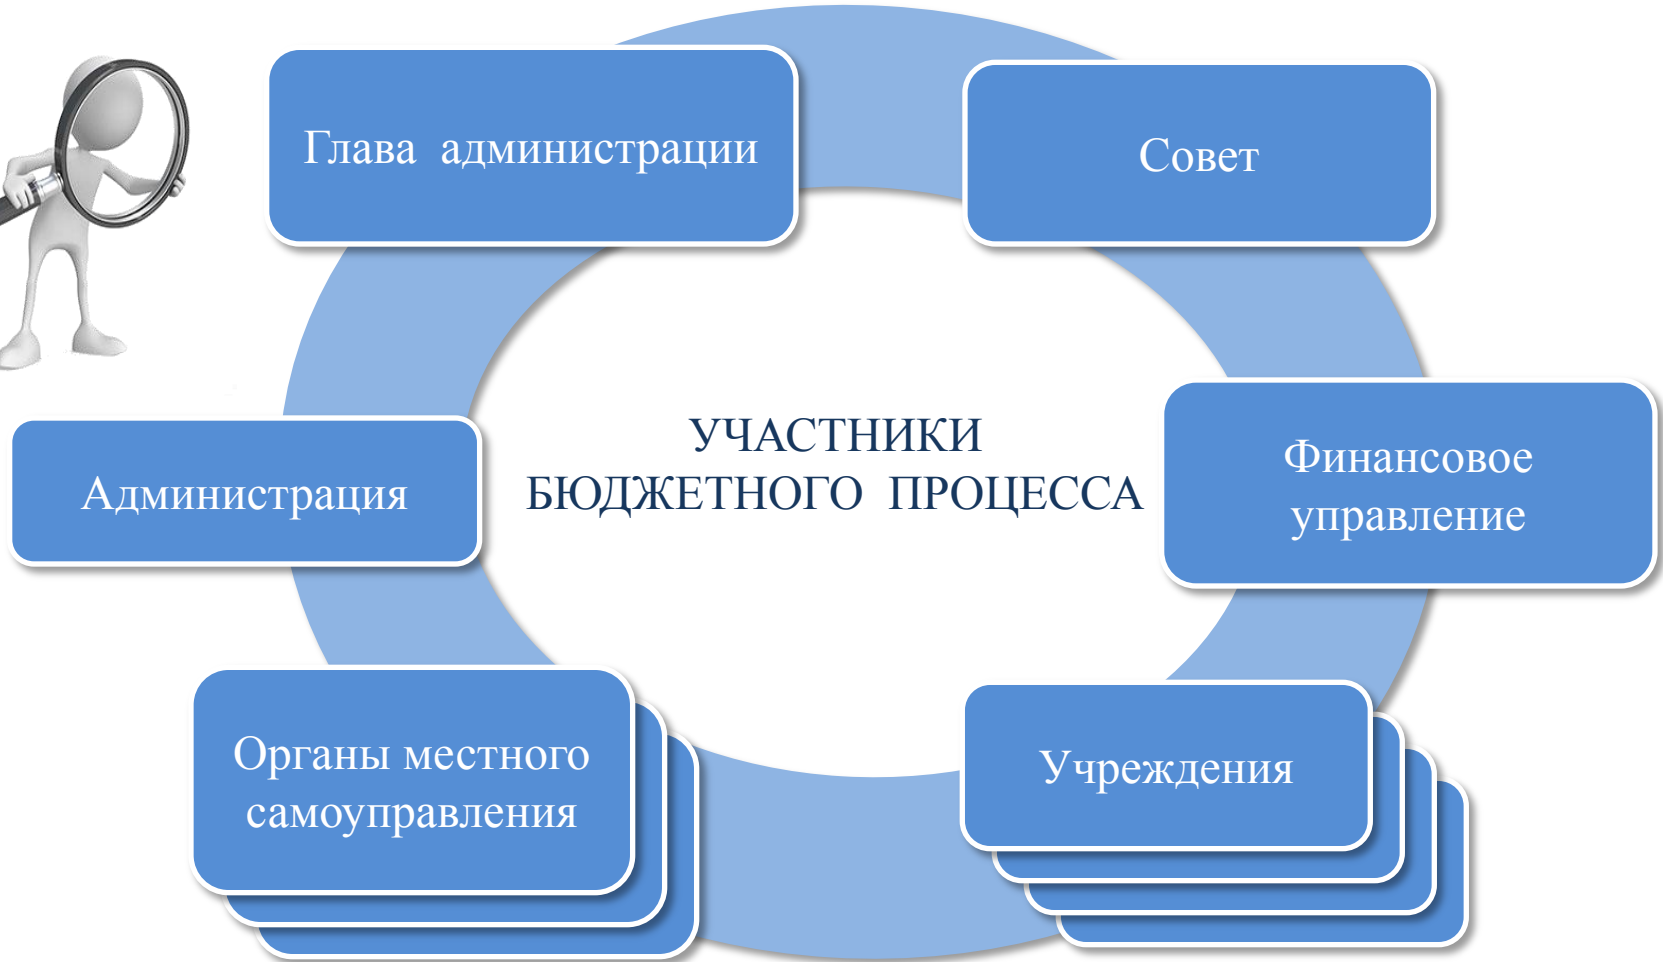 Глава администрации
Совет
УЧАСТНИКИ
БЮДЖЕТНОГО ПРОЦЕССА
Финансовое
управление
Администрация
Органы местного
самоуправления
Учреждения